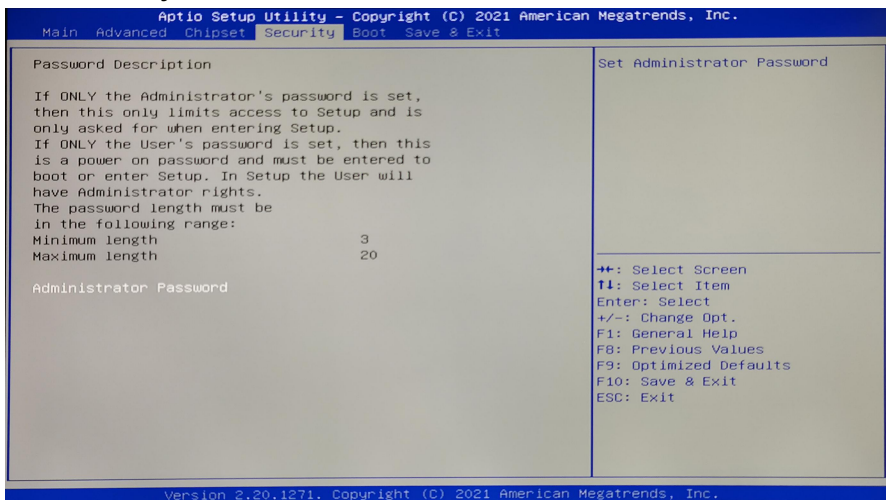 Aptio Setup Utility – Copyright (C) 2021 American Megatrends, Inc.
Main Advanced Chipset Security Boot Save & Exit
Password Description
If ONLY the Administrator's password is set,
then this only limits access to Setup and is
only asked for when entering Setup.
If ONLY the User's password is set, then this
is a power on password and must be entered to
boot or enter Setup. In Setup the User will
have Administrator rights.
The password length must be
in the following range:
Minimum length 3
Maximum length 20
Administrator Password
Set Administrator Password
→←: Select Screen
↑↓: Select Item
Enter: Select
+/-: Change Opt.
F1: General Help
F8: Previous Values
F9: Optimized Defaults
F10: Save & Exit
ESC: Exit
Version 2.20.1271. Copyright (C) 2021 American Megatrends, Inc.